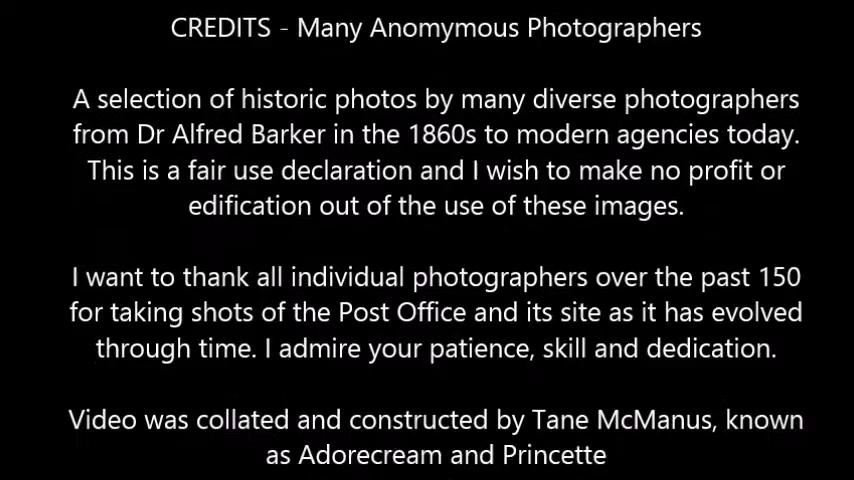 CREDITS - Many Anomymous Photographers
A selection of historic photos by many diverse photographers
from Dr Alfred Barker in the 1860s to modern agencies today.
This is a fair use declaration and I wish to make no profit or
edification out of the use of these images.
I want to thank all individual photographers over the past 150
for taking shots of the Post Office and its site as it has evolved
through time. I admire your patience, skill and dedication.
Video was collated and constructed by Tane McManus, known
as Adorecream and Princette